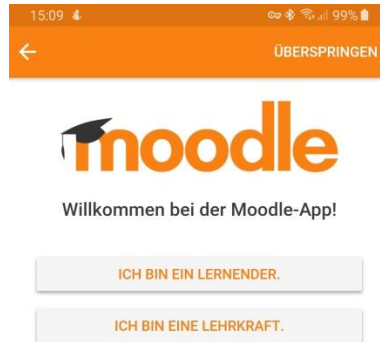 15:09 99%
ÜBERSPRINGEN
moodle
Willkommen bei der Moodle-App!
ICH BIN EIN LERNENDER.
ICH BIN EINE LEHRKRAFT.